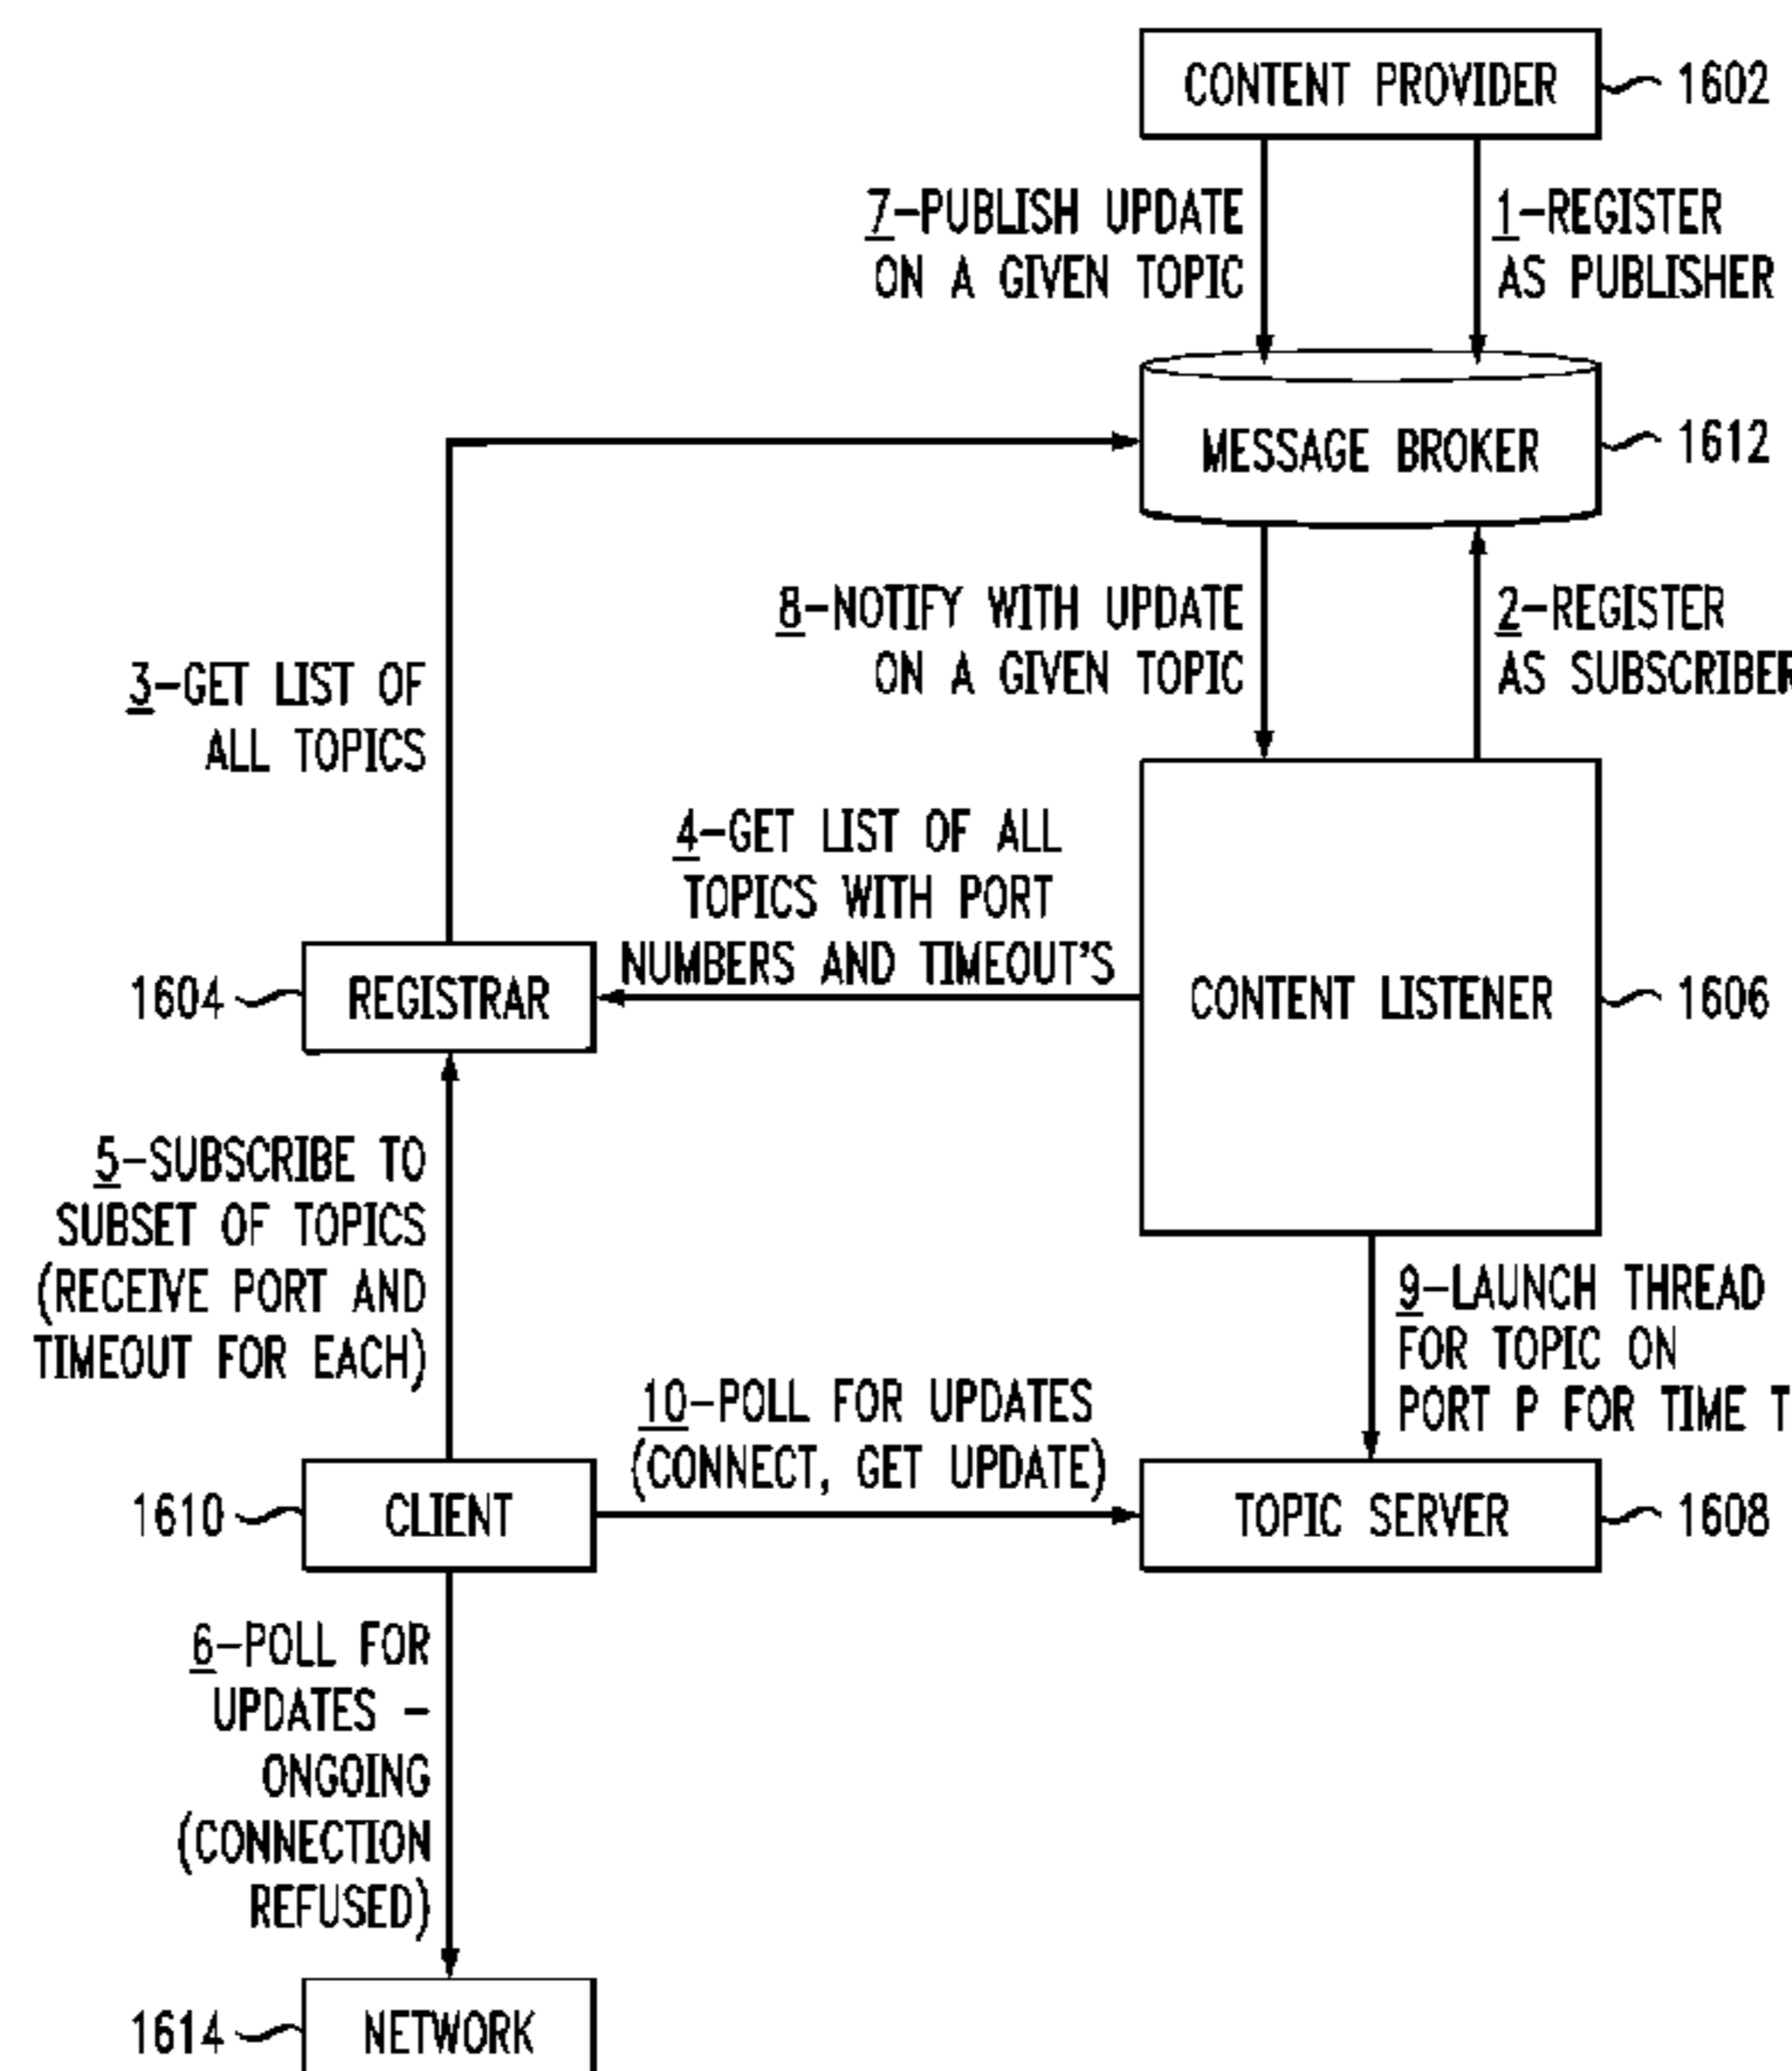 CONTENT PROVIDER
1602
7-PUBLISH UPDATE
ON A GIVEN TOPIC
1-REGISTER
AS PUBLISHER
MESSAGE BROKER
1612
8-NOTIFY WITH UPDATE
ON A GIVEN TOPIC
2-REGISTER
AS SUBSCRIBER
3-GET LIST OF
ALL TOPICS
4-GET LIST OF ALL
TOPICS WITH PORT
NUMBERS AND TIMEOUT'S
1604
REGISTRAR
CONTENT LISTENER
1606
5-SUBSCRIBE TO
SUBSET OF TOPICS
(RECEIVE PORT AND
TIMEOUT FOR EACH)
9-LAUNCH THREAD
FOR TOPIC ON
PORT P FOR TIME T
10-POLL FOR UPDATES
(CONNECT, GET UPDATE)
1610
CLIENT
TOPIC SERVER
1608
6-POLL FOR
UPDATES -
ONGOING
(CONNECTION
REFUSED)
1614
NETWORK